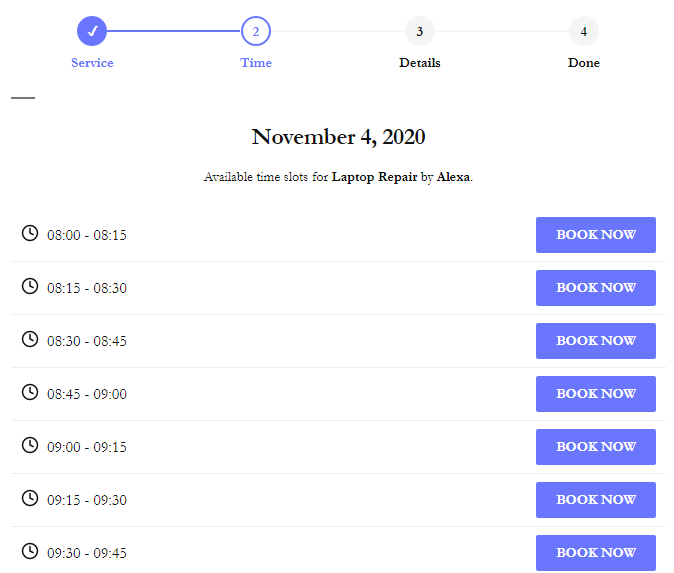 2 3 4
Service Time Details Done
November 4, 2020
Available time slots for Laptop Repair by Alexa.
08:00 - 08:15 BOOK NOW
08:15 - 08:30 BOOK NOW
08:30 - 08:45 BOOK NOW
08:45 - 09:00 BOOK NOW
09:00 - 09:15 BOOK NOW
09:15 - 09:30 BOOK NOW
09:30 - 09:45 BOOK NOW